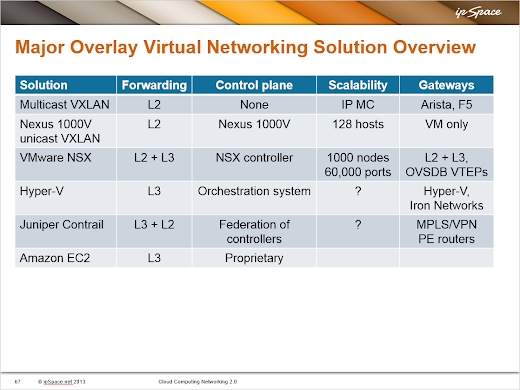 ipSpace
Major Overlay Virtual Networking Solution Overview
Solution Forwarding Control plane Scalability Gateways
Multicast VXLAN L2 None IP MC Arista, F5
Nexus 1000V L2 Nexus 1000V 128 hosts VM only
unicast VXLAN
VMware NSX L2 + L3 NSX controller 1000 nodes L2 + L3,
60,000 ports OVSDB VTEPs
Hyper-V L3 Orchestration system ? Hyper-V,
Iron Networks
Juniper Contrail L3 + L2 Federation of ? MPLS/VPN
controllers PE routers
Amazon EC2 L3 Proprietary
67 © ipSpace.net 2013 Cloud Computing Networking 2.0